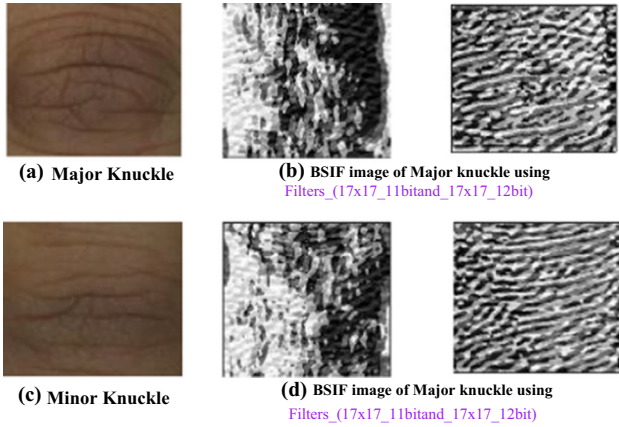 (a) Major Knuckle
(b) BSIF image of Major knuckle using
Filters_(17x17_11bitand_17x17_12bit)
(c) Minor Knuckle
(d) BSIF image of Major knuckle using
Filters_(17x17_11bitand_17x17_12bit)